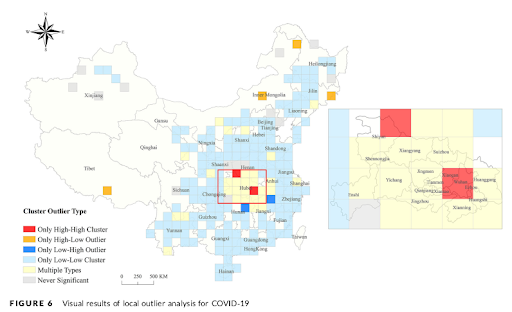 Heilongjiang
Jilin
Inner Mongolia
Liaoning
Xinjiang
Beijing
Tianjing
Gansu
Hebei
Ningxia
Shanxi
Qinghai
Shandong
Shaanxi
Henan
Jiangsu
Tibet
Anhui
Shanghai
Sichuan
Hubei
Chongqing
Zhejiang
Hunan
Jiangxi
Guizhou
Fujian
Yunnan
Guangxi
Guangdong
Taiwan
HongKong
Hainan
Shiyan
Xiangyang
Suizhou
Shennongjia
Jingmen
Xiaogan
Huanggang
Yichang
Tianmen
Wuhan
Qianjiang
Xiantao
Ezhou
Enshi
Jingzhou
Huangshi
Xianning
Cluster Outlier Type
Only High-High Cluster
Only High-Low Outlier
Only Low-High Outlier
Only Low-Low Cluster
Multiple Types
Never Significant
0 250 500 KM
FIGURE 6 Visual results of local outlier analysis for COVID-19